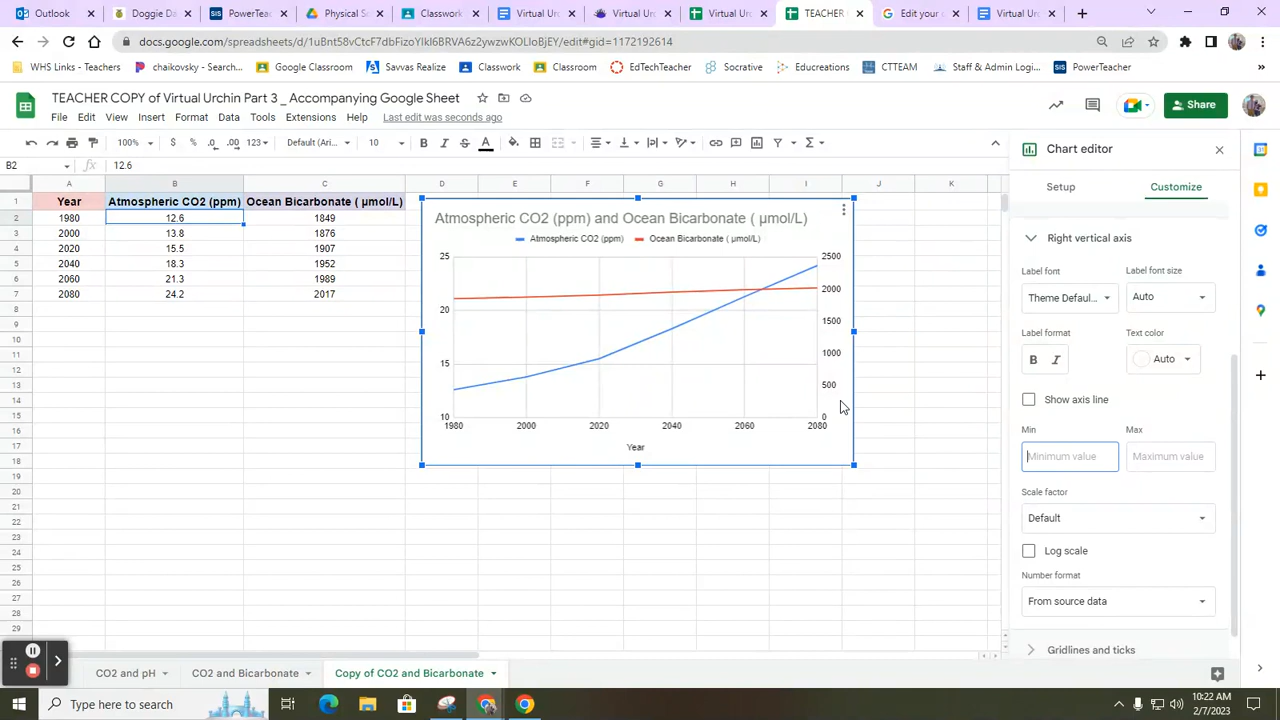 Outlook
Doggie Da
PowerTeac
Physical S
Classwork
Virtual Ur
Virtual Ur
Virtual Ur
TEACHER C
Edit your c
Virtual Ur
docs.google.com/spreadsheets/d/1uBnt58vCtcF7dbFizoYlkI6BRVA6z2ywzwKOLIoBjEY/edit#gid=1172192614
WHS Links - Teachers
chaikovsky - Search...
Google Classroom
Savvas Realize
Classwork
Classroom
EdTechTeacher
Socrative
Educreations
CTTEAM
Staff & Admin Logi...
PowerTeacher
TEACHER COPY of Virtual Urchin Part 3 _ Accompanying Google Sheet
Share
File Edit View Insert Format Data Tools Extensions Help Last edit was seconds ago
100% $ % .0 .00 123 Default (Ari... 10 B I S A
B2 fx 12.6
A B C D E F G H I J K
1 Year Atmospheric CO2 (ppm) Ocean Bicarbonate ( µmol/L)
2 1980 12.6 1849
3 2000 13.8 1876
4 2020 15.5 1907
5 2040 18.3 1952
6 2060 21.3 1989
7 2080 24.2 2017
8
9
10
11
12
13
14
15
16
17
18
19
20
21
22
23
24
25
26
27
28
29
Atmospheric CO2 (ppm) and Ocean Bicarbonate ( µmol/L)
Atmospheric CO2 (ppm) Ocean Bicarbonate ( µmol/L)
25
20
15
10
2500
2000
1500
1000
500
0
1980 2000 2020 2040 2060 2080
Year
Chart editor
Setup Customize
Right vertical axis
Label font Label font size
Theme Defaul... Auto
Label format Text color
B I Auto
Show axis line
Min Max
Minimum value Maximum value
Scale factor
Default
Log scale
Number format
From source data
Gridlines and ticks
CO2 and pH
CO2 and Bicarbonate
Copy of CO2 and Bicarbonate
Type here to search
10:22 AM
2/7/2023